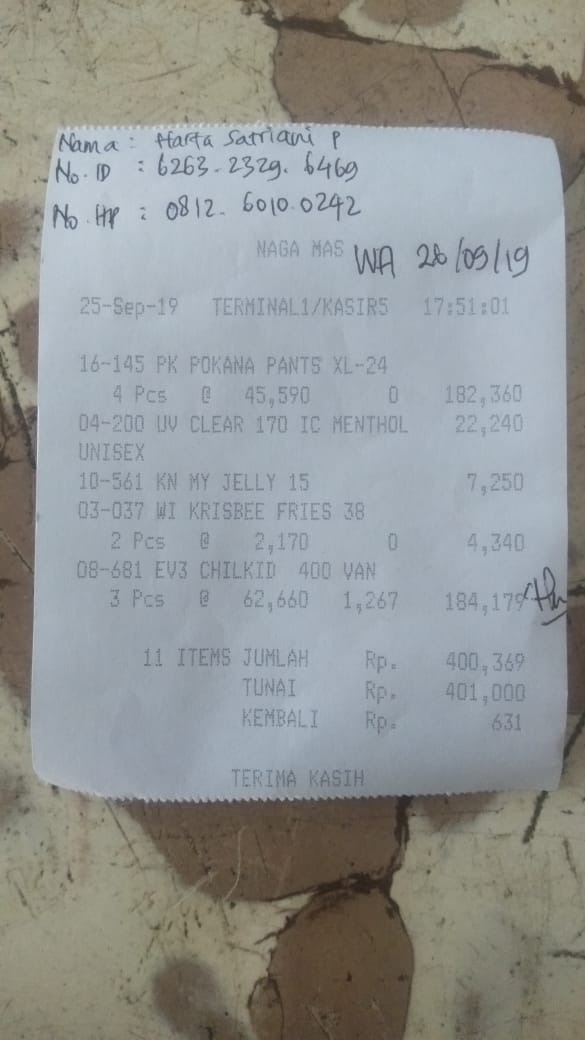 Nama : Harta Satriani P
No. ID : 6263-2329. 6469
No. Hp : 0812. 6010.0242
NAGA MAS
WA 26/09/19
25-Sep-19 TERMINAL1/KASIR5 17:51:01
16-145 PK POKANA PANTS XL-24
4 Pcs @ 45,590 0 182,360
04-200 UV CLEAR 170 IC MENTHOL 22,240
UNISEX
10-561 KN MY JELLY 15 7,250
03-037 WI KRISBEE FRIES 38
2 Pcs @ 2,170 0 4,340
08-681 EV3 CHILKID 400 VAN
3 Pcs @ 62,660 1,267 184,179
11 ITEMS JUMLAH Rp. 400,369
TUNAI Rp. 401,000
KEMBALI Rp. 631
TERIMA KASIH